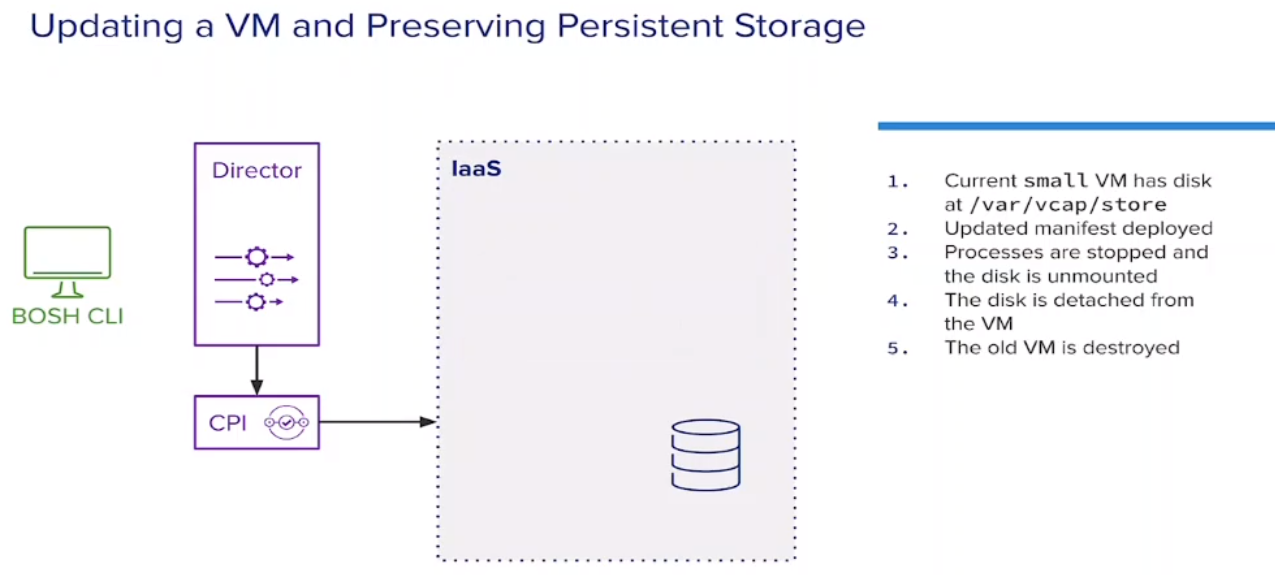 Updating a VM and Preserving Persistent Storage
Director
IaaS
BOSH CLI
CPI
1. Current small VM has disk
at /var/vcap/store
2. Updated manifest deployed
3. Processes are stopped and
the disk is unmounted
4. The disk is detached from
the VM
5. The old VM is destroyed